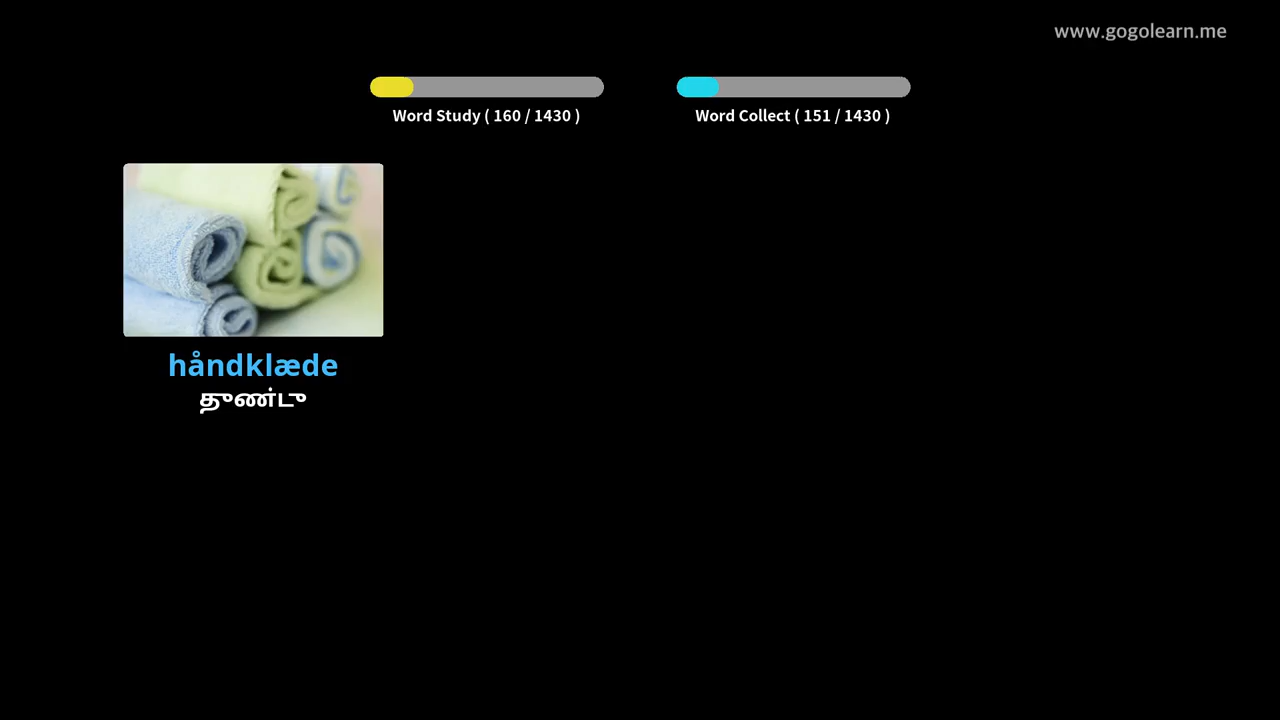 www.gogolearn.me
Word Study ( 160 / 1430 )
Word Collect ( 151 / 1430 )
håndklæde
துண்டு